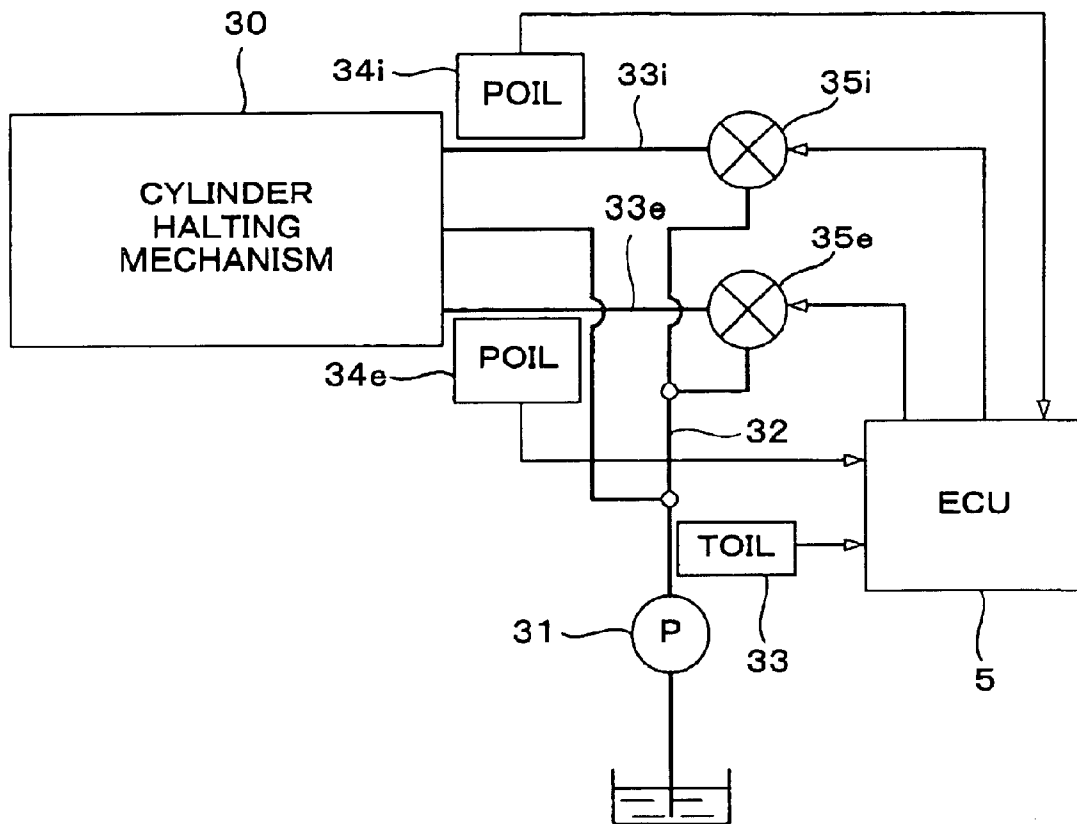 30
34i
POIL
33i
35i
CYLINDER
HALTING
MECHANISM
33e
35e
34e
POIL
32
ECU
TOIL
31
P
33
5